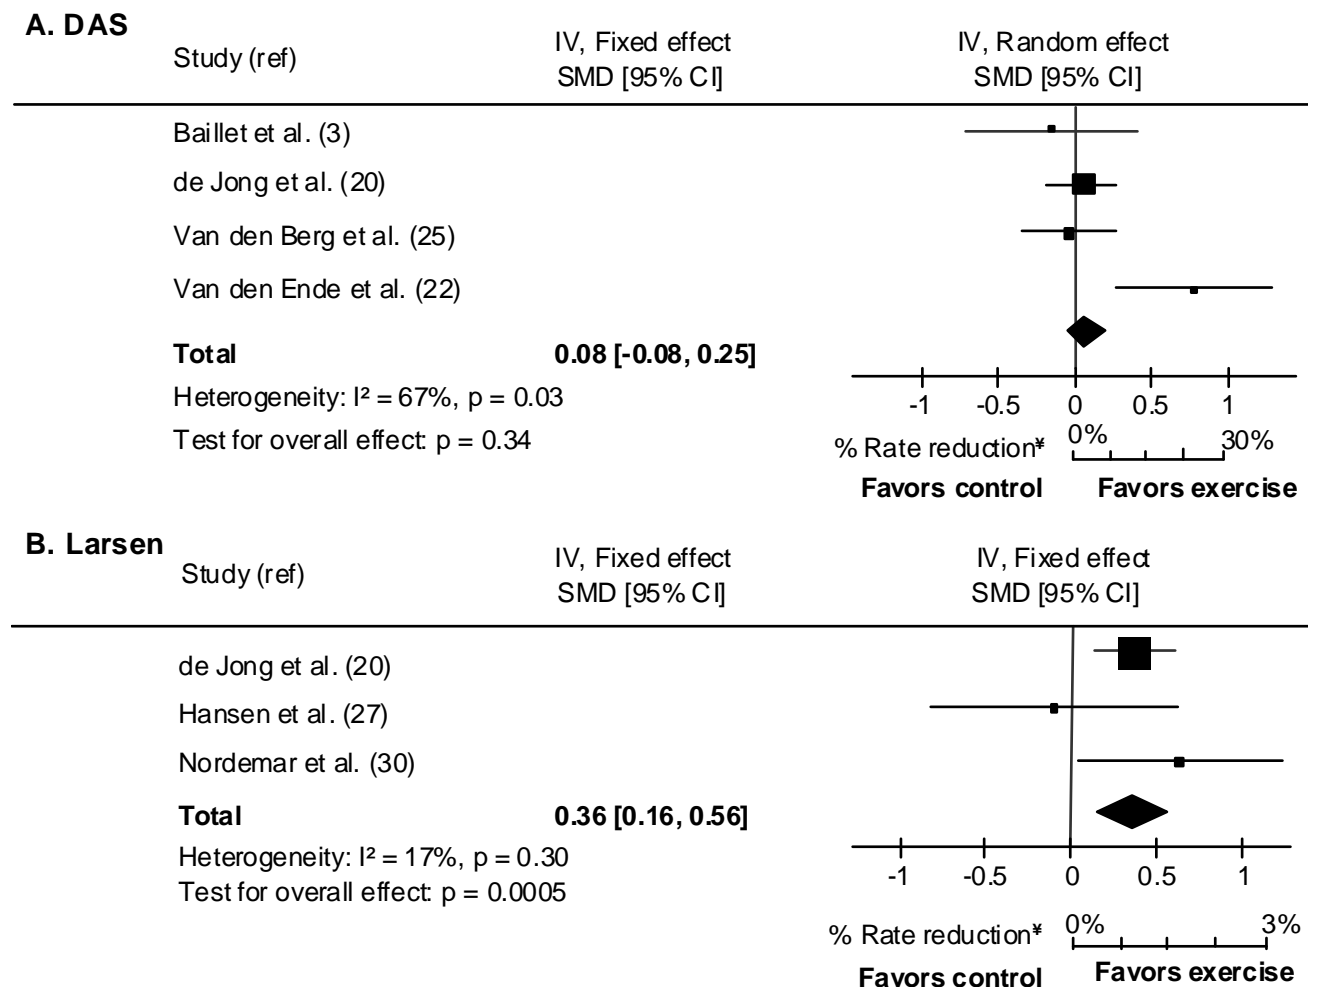 A. DAS
Study (ref) IV, Fixed effect IV, Random effect
SMD [95% CI] SMD [95% CI]
Baillet et al. (3)
de Jong et al. (20)
Van den Berg et al. (25)
Van den Ende et al. (22)
Total 0.08 [-0.08, 0.25]
Heterogeneity: I² = 67%, p = 0.03
-1 -0.5 0 0.5 1
Test for overall effect: p = 0.34
% Rate reduction¥ 0% 30%
Favors control Favors exercise
B. Larsen
Study (ref) IV, Fixed effect IV, Fixed effect
SMD [95% CI] SMD [95% CI]
de Jong et al. (20)
Hansen et al. (27)
Nordemar et al. (30)
Total 0.36 [0.16, 0.56]
Heterogeneity: I² = 17%, p = 0.30
-1 -0.5 0 0.5 1
Test for overall effect: p = 0.0005
% Rate reduction¥ 0% 3%
Favors control Favors exercise